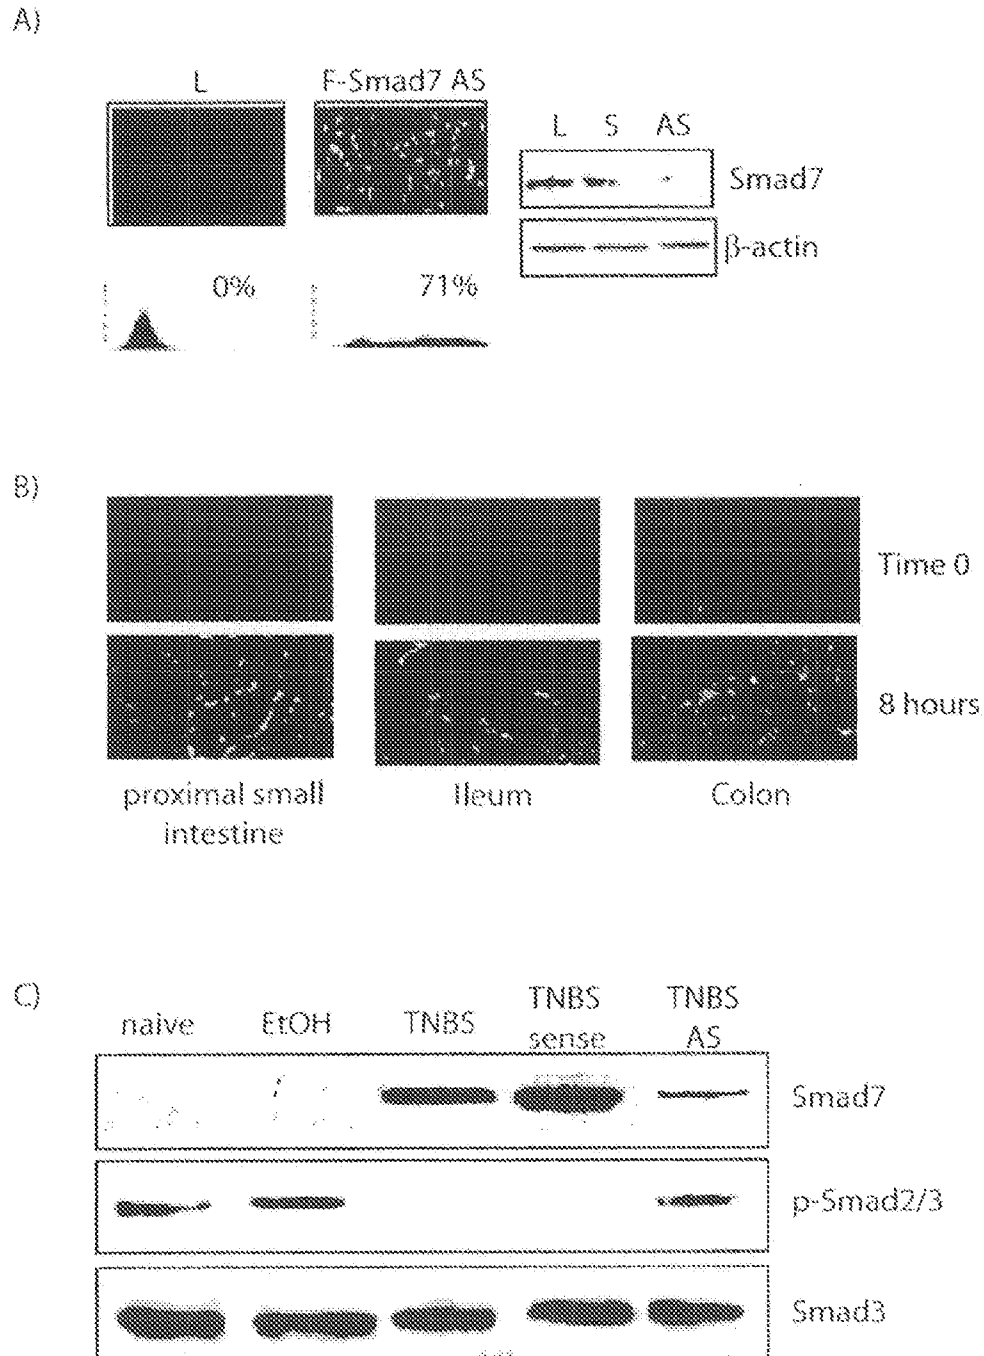 A)
L F-Smad7 AS
L S AS
Smad7
β-actin
0% 71%
B)
Time 0
8 hours
proximal small intestine
Ileum
Colon
C)
naive EtOH TNBS TNBS sense TNBS AS
Smad7
p-Smad2/3
Smad3